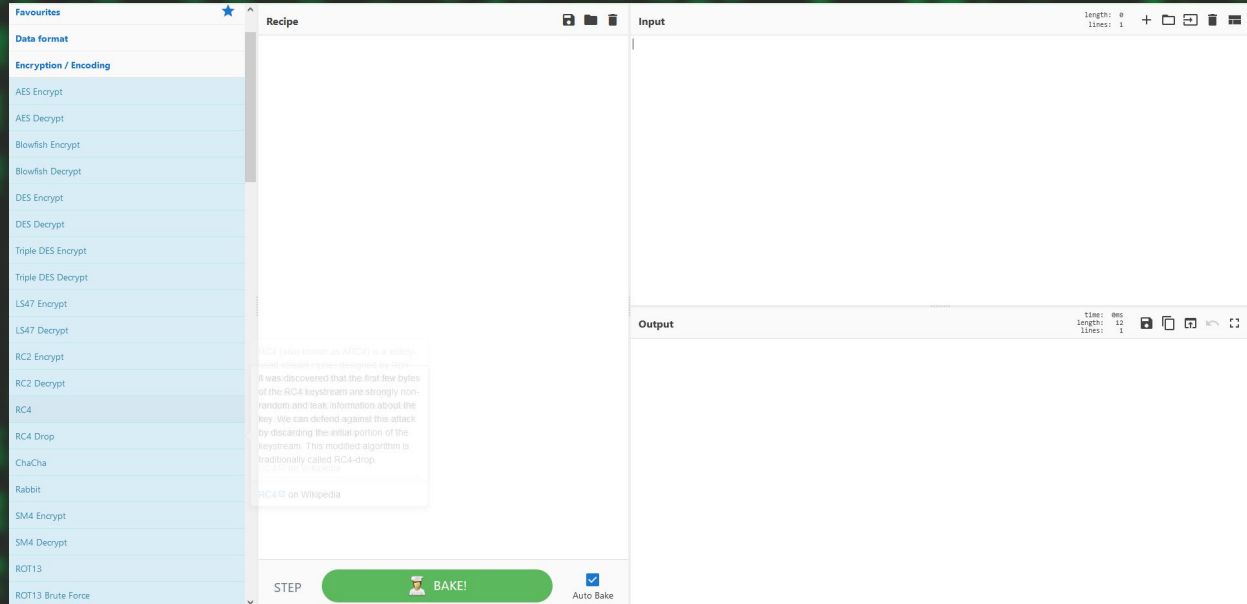 Favourites
Data format
Encryption / Encoding
AES Encrypt
AES Decrypt
Blowfish Encrypt
Blowfish Decrypt
DES Encrypt
DES Decrypt
Triple DES Encrypt
Triple DES Decrypt
LS47 Encrypt
LS47 Decrypt
RC2 Encrypt
RC2 Decrypt
RC4
RC4 Drop
ChaCha
Rabbit
SM4 Encrypt
SM4 Decrypt
ROT13
ROT13 Brute Force
Recipe
It was discovered that the first few bytes
of the RC4 keystream are strongly non-
random and leak information about the
key. We can defend against this attack
by discarding the initial portion of the
keystream. This modified algorithm is
traditionally called RC4-drop.
RC4 on Wikipedia
STEP
BAKE!
Auto Bake
Input
length: 0
lines: 1
Output
time: 0ms
length: 12
lines: 1